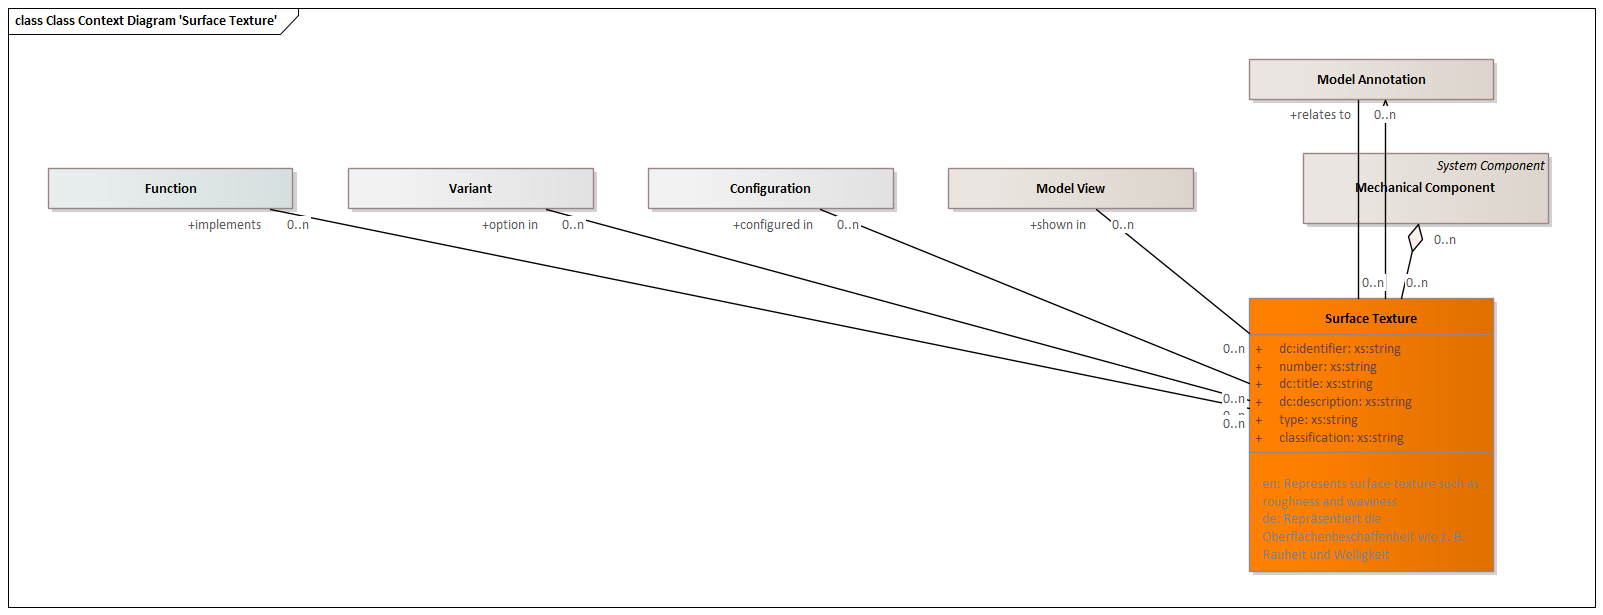 class Class Context Diagram 'Surface Texture'
Model Annotation
+relates to
0..n
System Component
Mechanical Component
0..n
Function
+implements
0..n
Variant
+option in
0..n
Configuration
+configured in
0..n
Model View
+shown in
0..n
0..n
0..n
Surface Texture
0..n
0..n
0..n
+ dc:identifier: xs:string
+ number: xs:string
+ dc:title: xs:string
+ dc:description: xs:string
+ type: xs:string
+ classification: xs:string
en: Represents surface texture such as
roughness and waviness
de: Repräsentiert die
Oberflächenbeschaffenheit wie z. B.
Rauheit und Welligkeit